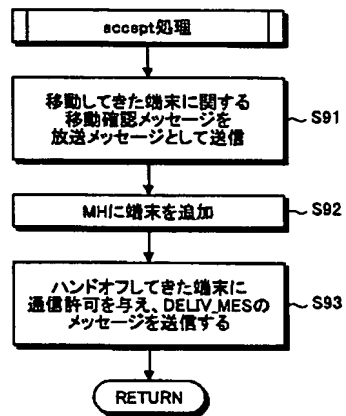 accept処理
移動してきた端末に関する
移動確認メッセージを
放送メッセージとして送信
S91
MHに端末を追加
S92
ハンドオフしてきた端末に
通信許可を与え、DELIV_MESの
メッセージを送信する
S93
RETURN